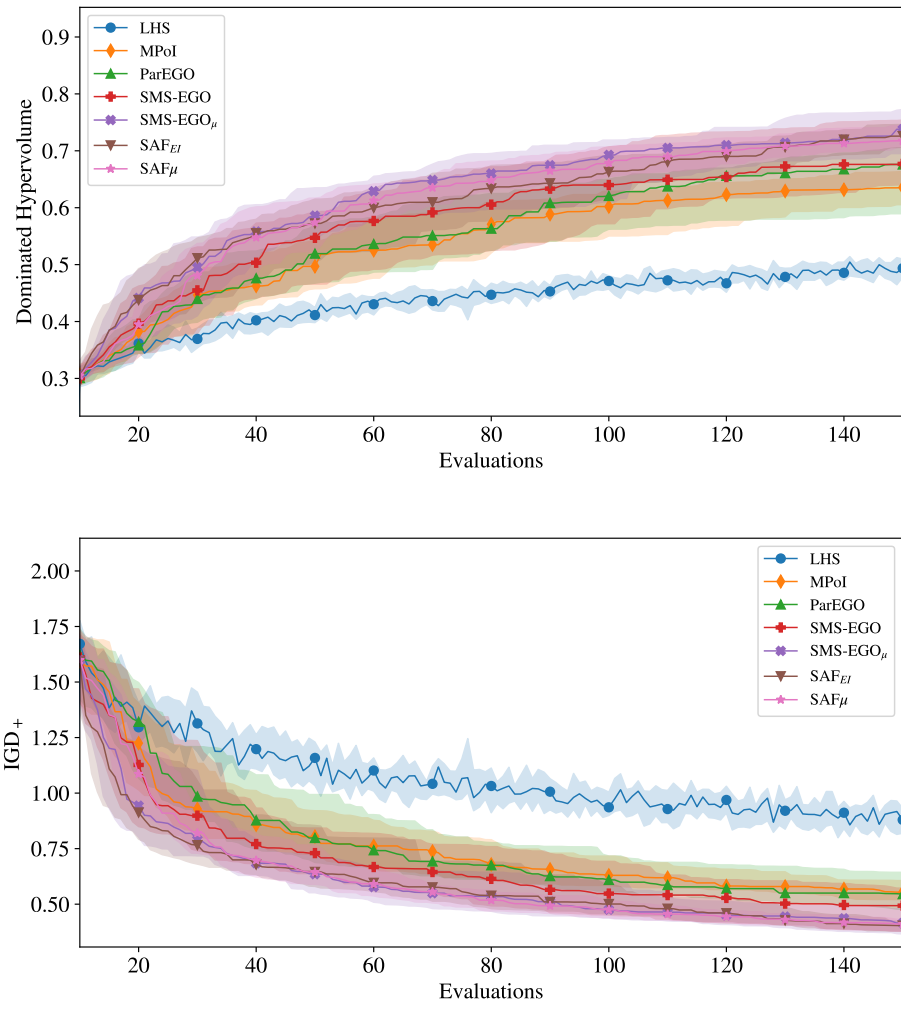 0.9
0.8
0.7
0.6
0.5
0.4
0.3
Dominated Hypervolume
LHS
MPoI
ParEGO
SMS-EGO
SMS-EGOμ
SAF_EI
SAFμ
20 40 60 80 100 120 140
Evaluations
2.00
1.75
1.50
1.25
1.00
0.75
0.50
IGD+
LHS
MPoI
ParEGO
SMS-EGO
SMS-EGOμ
SAF_EI
SAFμ
20 40 60 80 100 120 140
Evaluations